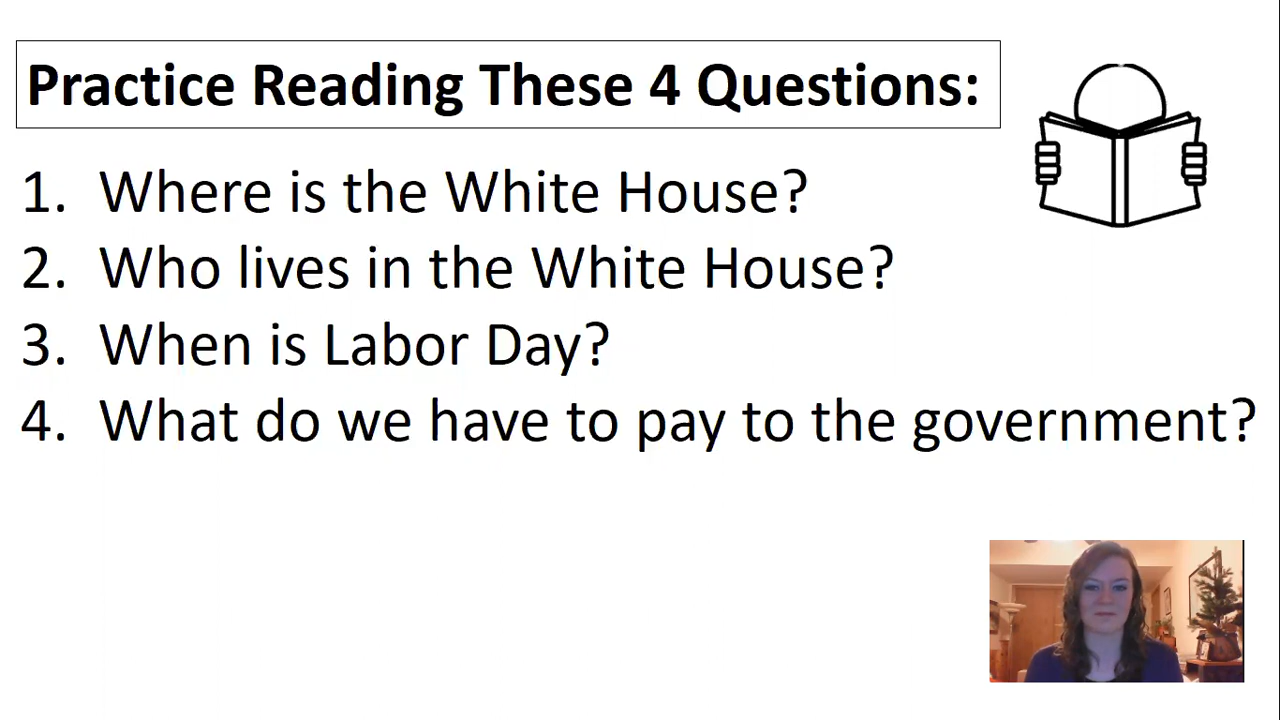 Practice Reading These 4 Questions:
1. Where is the White House?
2. Who lives in the White House?
3. When is Labor Day?
4. What do we have to pay to the government?